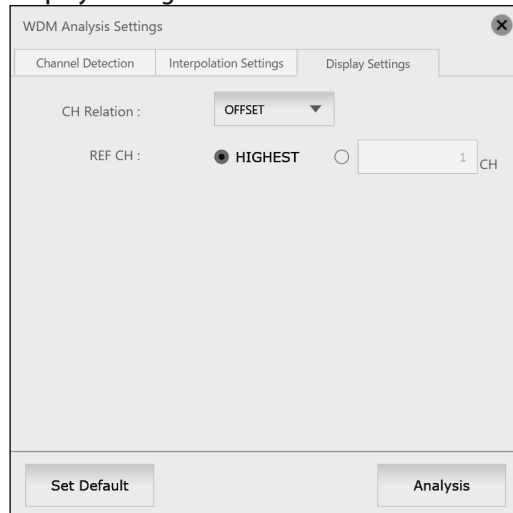 WDM Analysis Settings
Channel Detection Interpolation Settings Display Settings
CH Relation : OFFSET
REF CH : HIGHEST 1 CH
Set Default Analysis